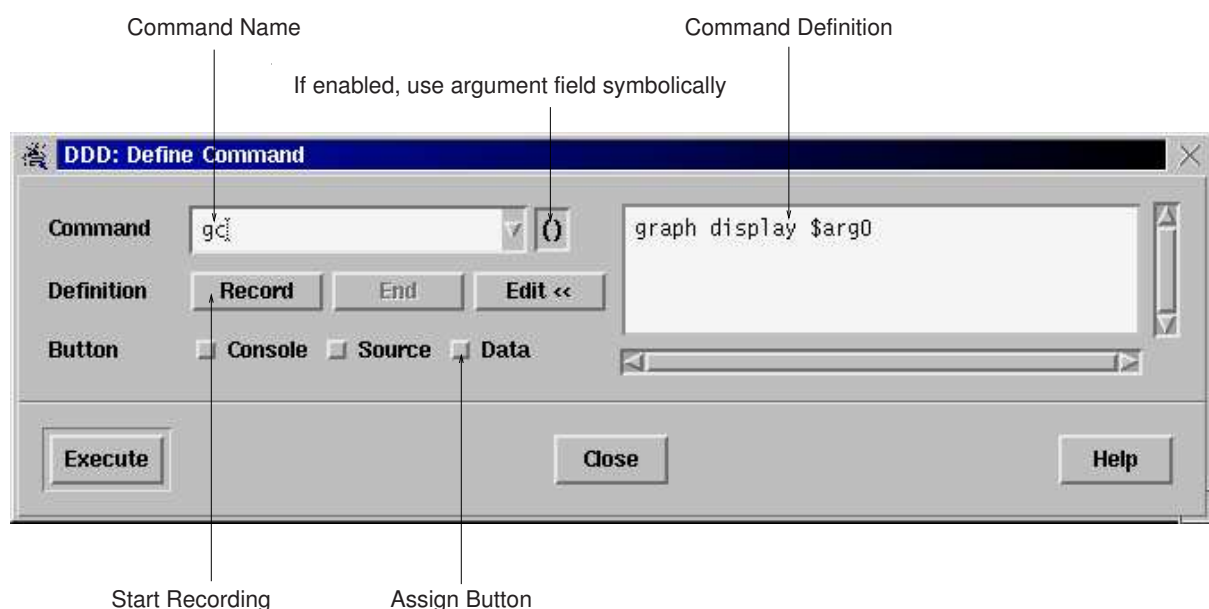 Command Name
Command Definition
If enabled, use argument field symbolically
DDD: Define Command
Command gc () graph display $arg0
Definition Record End Edit <<
Button Console Source Data
Execute Close Help
Start Recording Assign Button